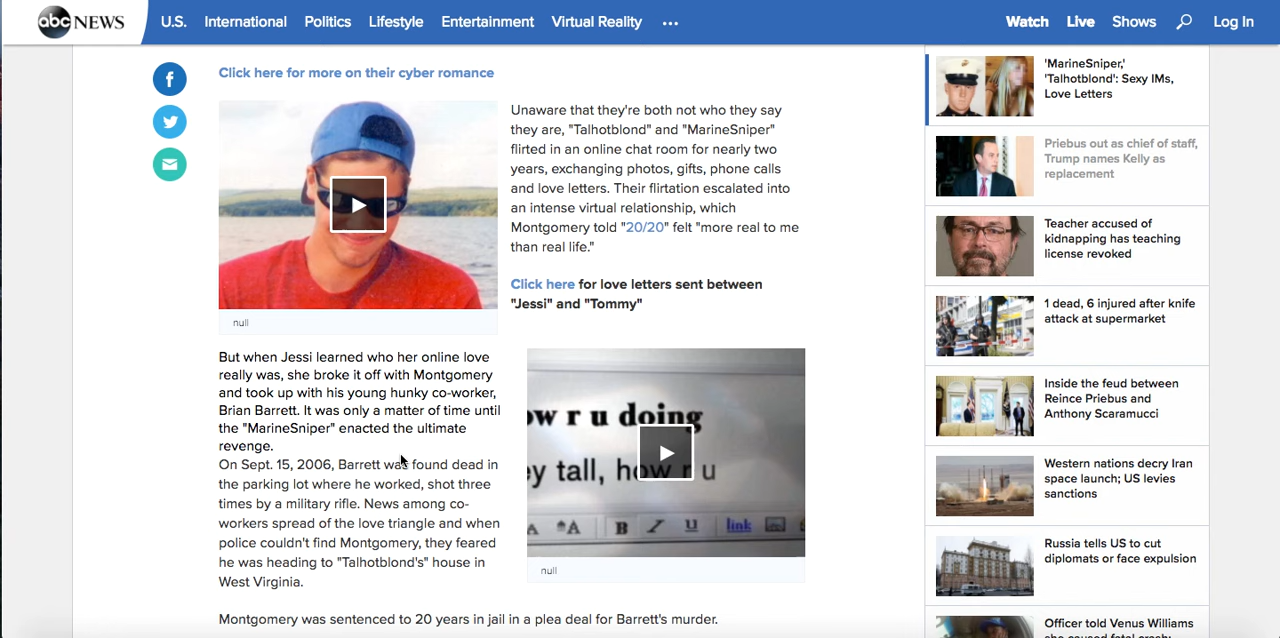 abc NEWS
U.S. International Politics Lifestyle Entertainment Virtual Reality ••• Watch Live Shows Log In
Click here for more on their cyber romance
Unaware that they're both not who they say
they are, "Talhotblond" and "MarineSniper"
flirted in an online chat room for nearly two
years, exchanging photos, gifts, phone calls
and love letters. Their flirtation escalated into
an intense virtual relationship, which
Montgomery told "20/20" felt "more real to me
than real life."
Click here for love letters sent between
"Jessi" and "Tommy"
null
But when Jessi learned who her online love
really was, she broke it off with Montgomery
and took up with his young hunky co-worker,
Brian Barrett. It was only a matter of time until
the "MarineSniper" enacted the ultimate
revenge.
On Sept. 15, 2006, Barrett was found dead in
the parking lot where he worked, shot three
times by a military rifle. News among co-
workers spread of the love triangle and when
police couldn't find Montgomery, they feared
he was heading to "Talhotblond's" house in
West Virginia.
ow r u doing
ey tall, how r u
A A B I U link
null
Montgomery was sentenced to 20 years in jail in a plea deal for Barrett's murder.
'MarineSniper,'
'Talhotblond': Sexy IMs,
Love Letters
Priebus out as chief of staff,
Trump names Kelly as
replacement
Teacher accused of
kidnapping has teaching
license revoked
1 dead, 6 injured after knife
attack at supermarket
Inside the feud between
Reince Priebus and
Anthony Scaramucci
Western nations decry Iran
space launch; US levies
sanctions
Russia tells US to cut
diplomats or face expulsion
Officer told Venus Williams
she caused fatal crash: